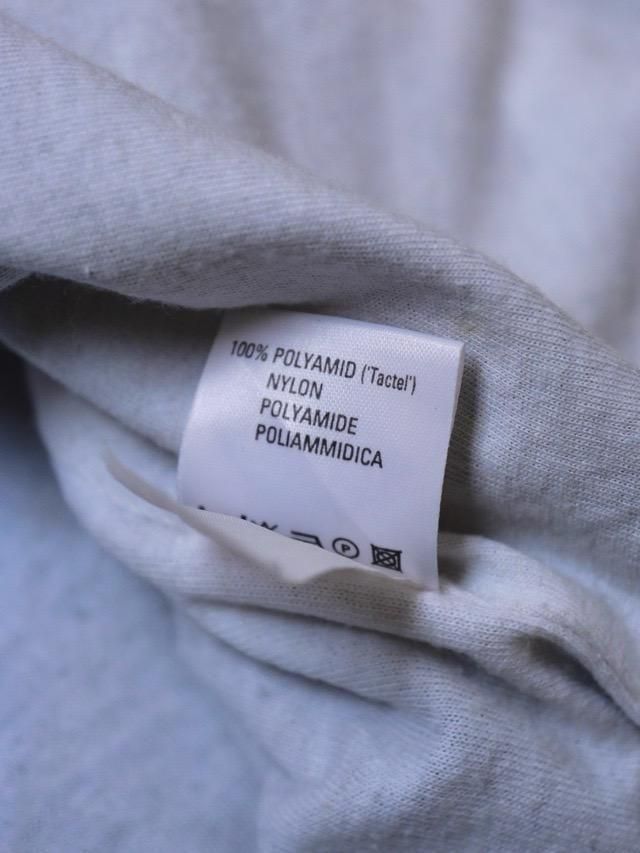 100% POLYAMID ('Tactel')
NYLON
POLYAMIDE
POLIAMMIDICA
P